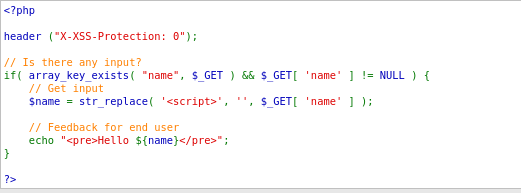 <?php
header ("X-XSS-Protection: 0");
// Is there any input?
if( array_key_exists( "name", $_GET ) && $_GET[ 'name' ] != NULL ) {
    // Get input
    $name = str_replace( '<script>', '', $_GET[ 'name' ] );
    // Feedback for end user
    echo "<pre>Hello ${name}</pre>";
}
?>